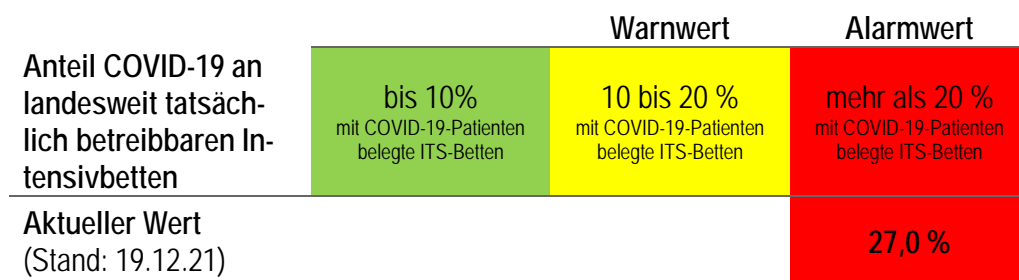 Warnwert Alarmwert
Anteil COVID-19 an
landesweit tatsäch-
lich betreibbaren In-
tensivbetten
bis 10%
mit COVID-19-Patienten
belegte ITS-Betten
10 bis 20 %
mit COVID-19-Patienten
belegte ITS-Betten
mehr als 20 %
mit COVID-19-Patienten
belegte ITS-Betten
Aktueller Wert
(Stand: 19.12.21)
27,0 %